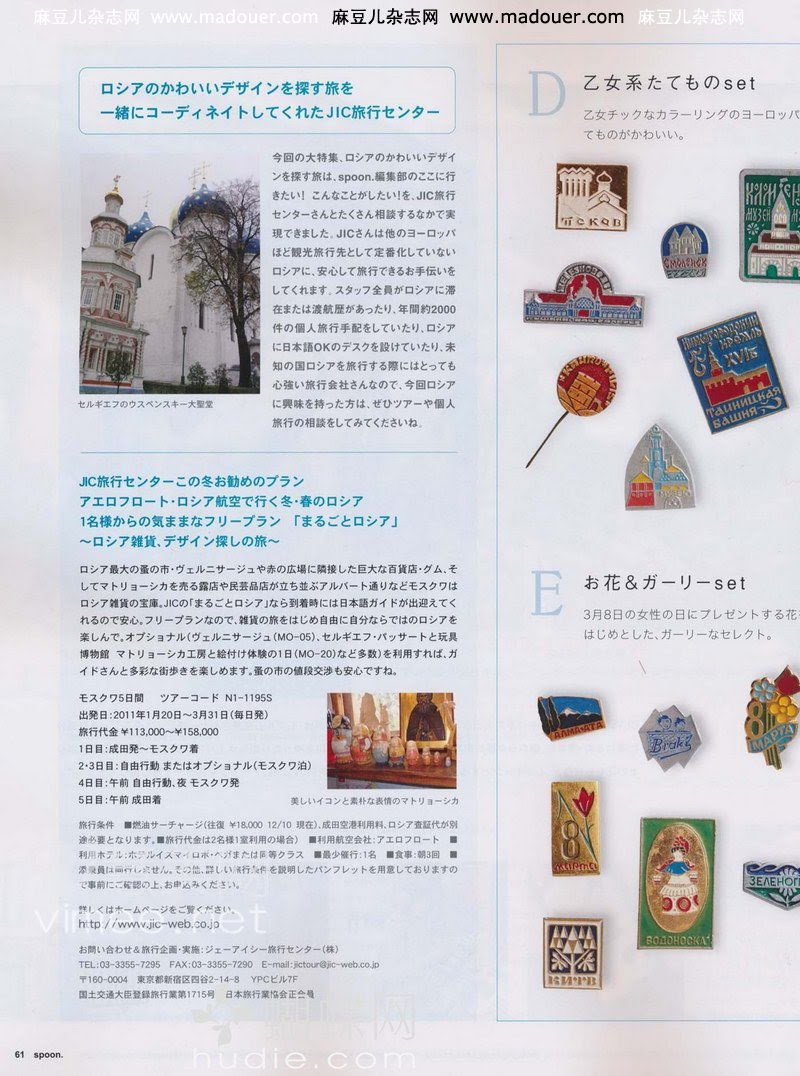 麻豆儿杂志网 www.madouer.com 麻豆儿杂志网 www.madouer.com 麻豆儿杂志网
ロシアのかわいいデザインを探す旅を
一緒にコーディネイトしてくれたJIC旅行センター
今回の大特集、ロシアのかわいいデザイ
ンを探す旅は、spoon.編集部のここに行
きたい! こんなことがしたい!を、JIC旅行
センターさんとたくさん相談するなかで実
現できました。JICさんは他のヨーロッパ
ほど観光旅行先として定番化していない
ロシアに、安心して旅行できるお手伝いを
してくれます。スタッフ全員がロシアに滞
在または渡航歴があったり、年間約2000
件の個人旅行手配をしていたり、ロシア
に日本語OKのデスクを設けていたり、未
知の国ロシアを旅行する際にはとっても
心強い旅行会社さんなので、今回ロシア
に興味を持った方は、ぜひツアーや個人
旅行の相談をしてみてくださいね。
セルギエフのウスペンスキー大聖堂
JIC旅行センターこの冬お勧めのプラン
アエロフロート・ロシア航空で行く冬・春のロシア
1名様からの気ままなフリープラン 「まるごとロシア」
〜ロシア雑貨、デザイン探しの旅〜
ロシア最大の蚤の市・ヴェルニサージュや赤の広場に隣接した巨大な百貨店・グム、そ
してマトリョーシカを売る露店や民芸品店が立ち並ぶアルバート通りなどモスクワは
ロシア雑貨の宝庫。JICの「まるごとロシア」なら到着時には日本語ガイドが出迎えてく
れるので安心。フリープランなので、雑貨の旅をはじめ自由に自分ならではのロシアを
楽しんで。オプショナル(ヴェルニサージュ(MO-05)、セルギエフ・パッサートと玩具
博物館 マトリョーシカ工房と絵付け体験の1日(MO-20)など多数)を利用すれば、ガ
イドさんと多彩な街歩きを楽しめます。蚤の市の値段交渉も安心ですね。
モスクワ5日間 ツアーコード N1-1195S
出発日:2011年1月20日〜3月31日(毎日発)
旅行代金 ¥113,000〜¥158,000
1日目:成田発〜モスクワ着
2・3日目:自由行動 またはオプショナル(モスクワ泊)
4日目:午前 自由行動、夜 モスクワ発
5日目:午前 成田着
美しいイコンと素朴な表情のマトリョーシカ
旅行条件 ■燃油サーチャージ(往復 ¥18,000 12/10 現在)、成田空港利用料、ロシア査証代が別
途必要となります。■旅行代金は2名様1室利用の場合) ■利用航空会社:アエロフロート ■
利用ホテル:ホテルイズマイロボ・ベガまたは同等クラス ■最少催行:1名 ■食事:朝3回 ■
添乗員は同行しません。その他、詳しい旅行条件を説明したパンフレットを用意しておりますの
で事前にご確認の上、お申込みください。
詳しくはホームページをご覧ください。
http://www.jic-web.co.jp
お問い合わせ&旅行企画・実施:ジェーアイシー旅行センター(株)
TEL:03-3355-7295 FAX:03-3355-7290 E-mail:jictour@jic-web.co.jp
〒160-0004 東京都新宿区四谷2-14-8 YPCビル7F
国土交通大臣登録旅行業第1715号 日本旅行業協会正会員
vimee.net
hudie.com
61 spoon.
D 乙女系たてものset
乙女チックなカラーリングのヨーロッパ
てものがかわいい。
ПСКОВ
СМОЛЕНСК
МУЗЕЙ
НИЖЕГОРОДСКИЙ
КРЕМЛЬ
ТАЙНИЦКАЯ
БАШНЯ
E お花&ガーリーset
3月8日の女性の日にプレゼントする花を
はじめとした、ガーリーなセレクト。
АЛМА-АТА
8
МАРТА
8
МАРТА
ВОДОНОСКА
ЗЕЛЕНОГ